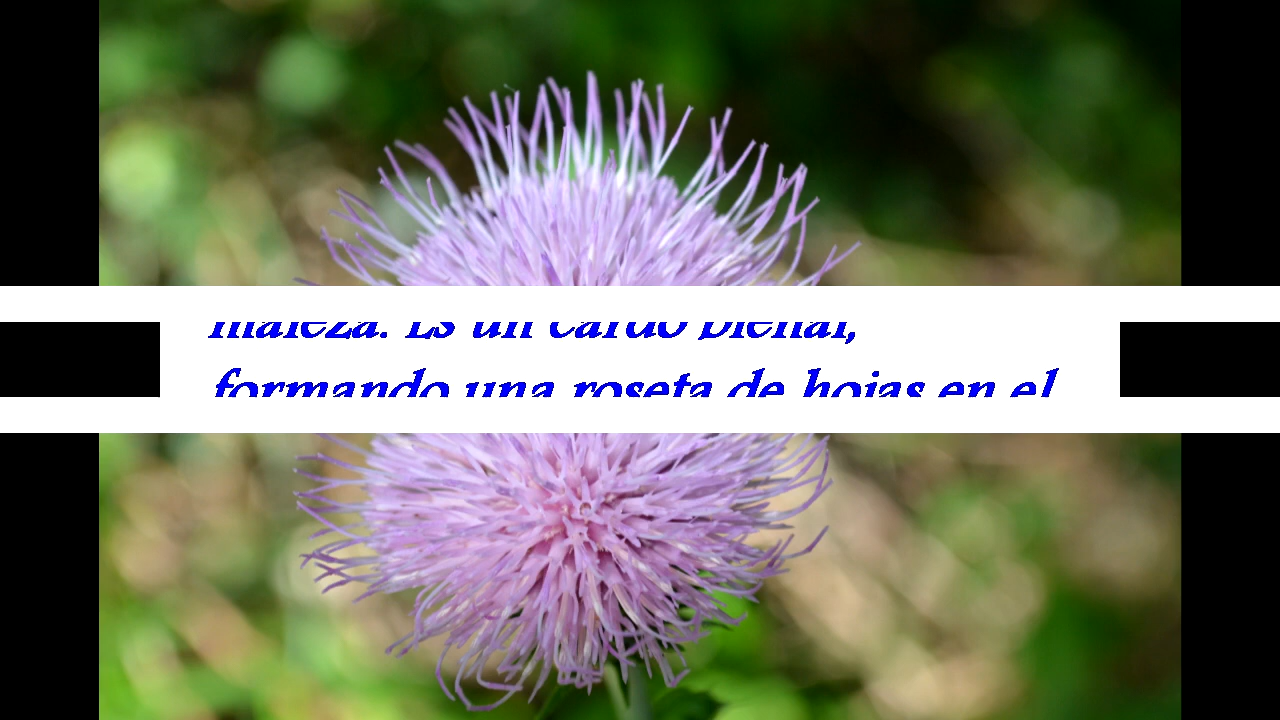 maleza. Es un cardo bienal,
formando una roseta de hojas en el